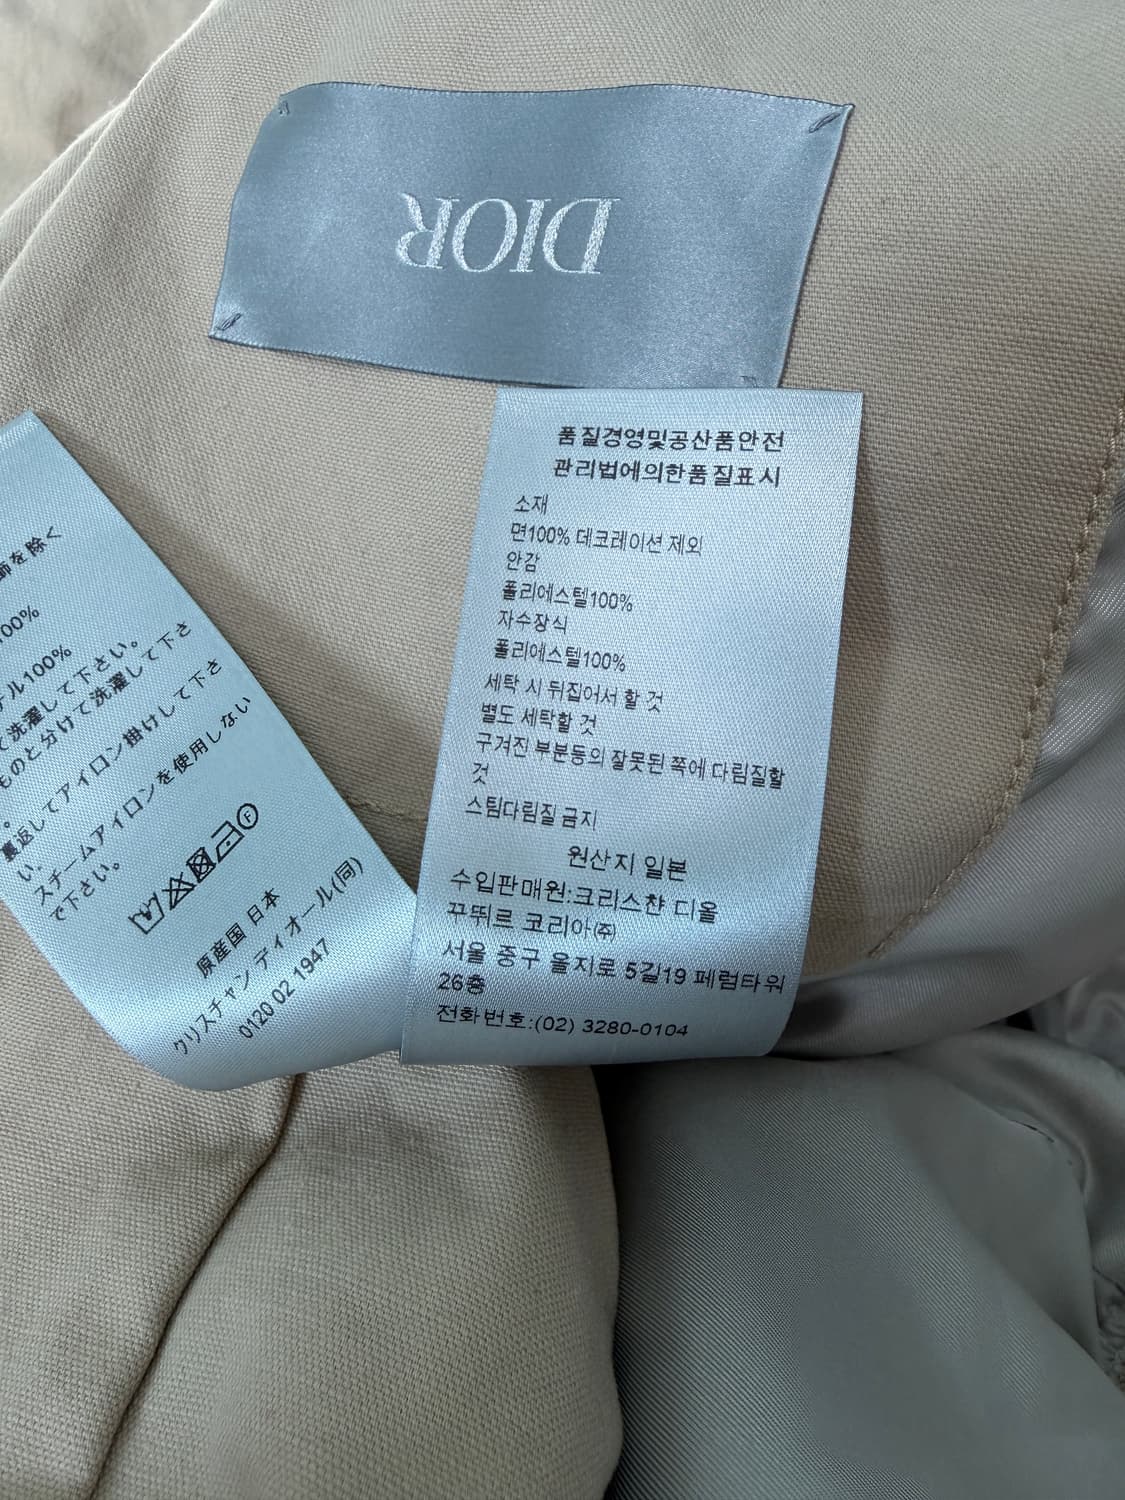 DIOR
품질경영및공산품안전
관리법에의한품질표시
소재
면100% 데코레이션 제외
안감
폴리에스텔100%
자수장식
폴리에스텔100%
세탁 시 뒤집어서 할 것
별도 세탁할 것
구겨진 부분등의 잘못된 쪽에 다림질할
것
스팀다림질 금지
원산지 일본
수입판매원:크리스챤 디올
꾸뛰르 코리아㈜
서울 중구 을지로 5길19 페럼타워
26층
전화번호:(02) 3280-0104
を除く
00%
テル100%
て洗濯して下さい。
ものと分けて洗濯して下さ
。
裏返してアイロン掛けして下さ
い。
スチームアイロンを使用しない
で下さい。
F
原産国 日本
クリスチャン ディオール(同)
0120 02 1947